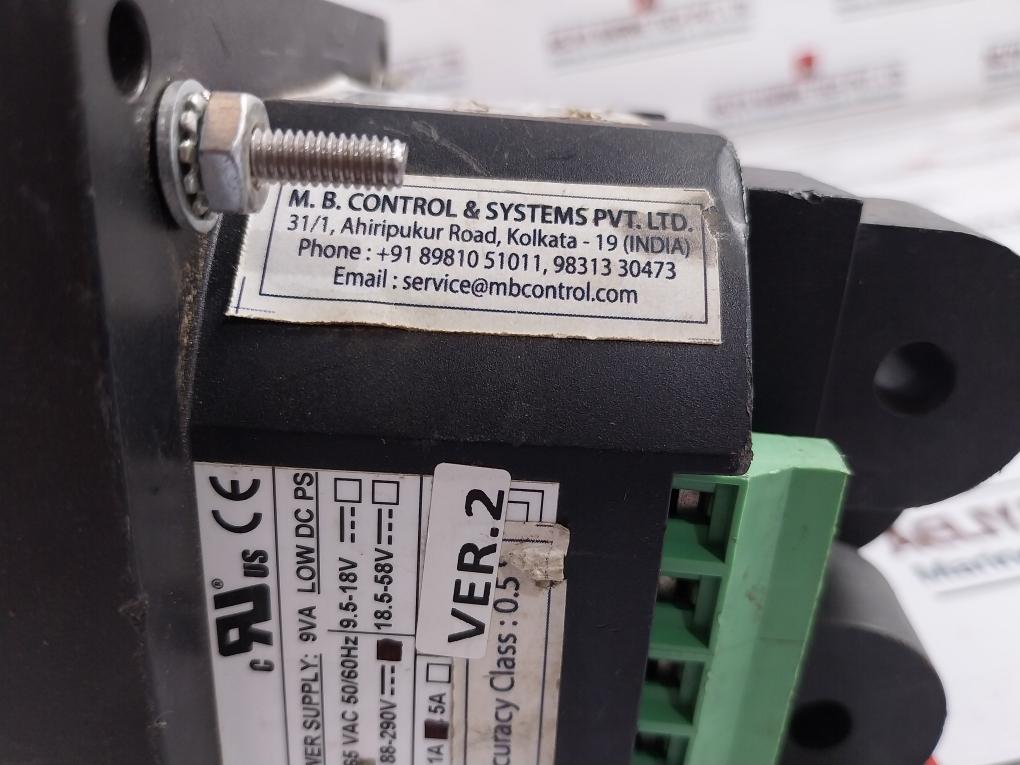 M. B. CONTROL & SYSTEMS PVT. LTD.
31/1, Ahiripukur Road, Kolkata - 19 (INDIA)
Phone : +91 89810 51011, 98313 30473
Email : service@mbcontrol.com
CE
c RU ® US
SUPPLY: 9VA LOW DC PS
VAC 50/60Hz 9.5-18V
88-290V 18.5-58V
1A 5A
VER.2
Class : 0.5